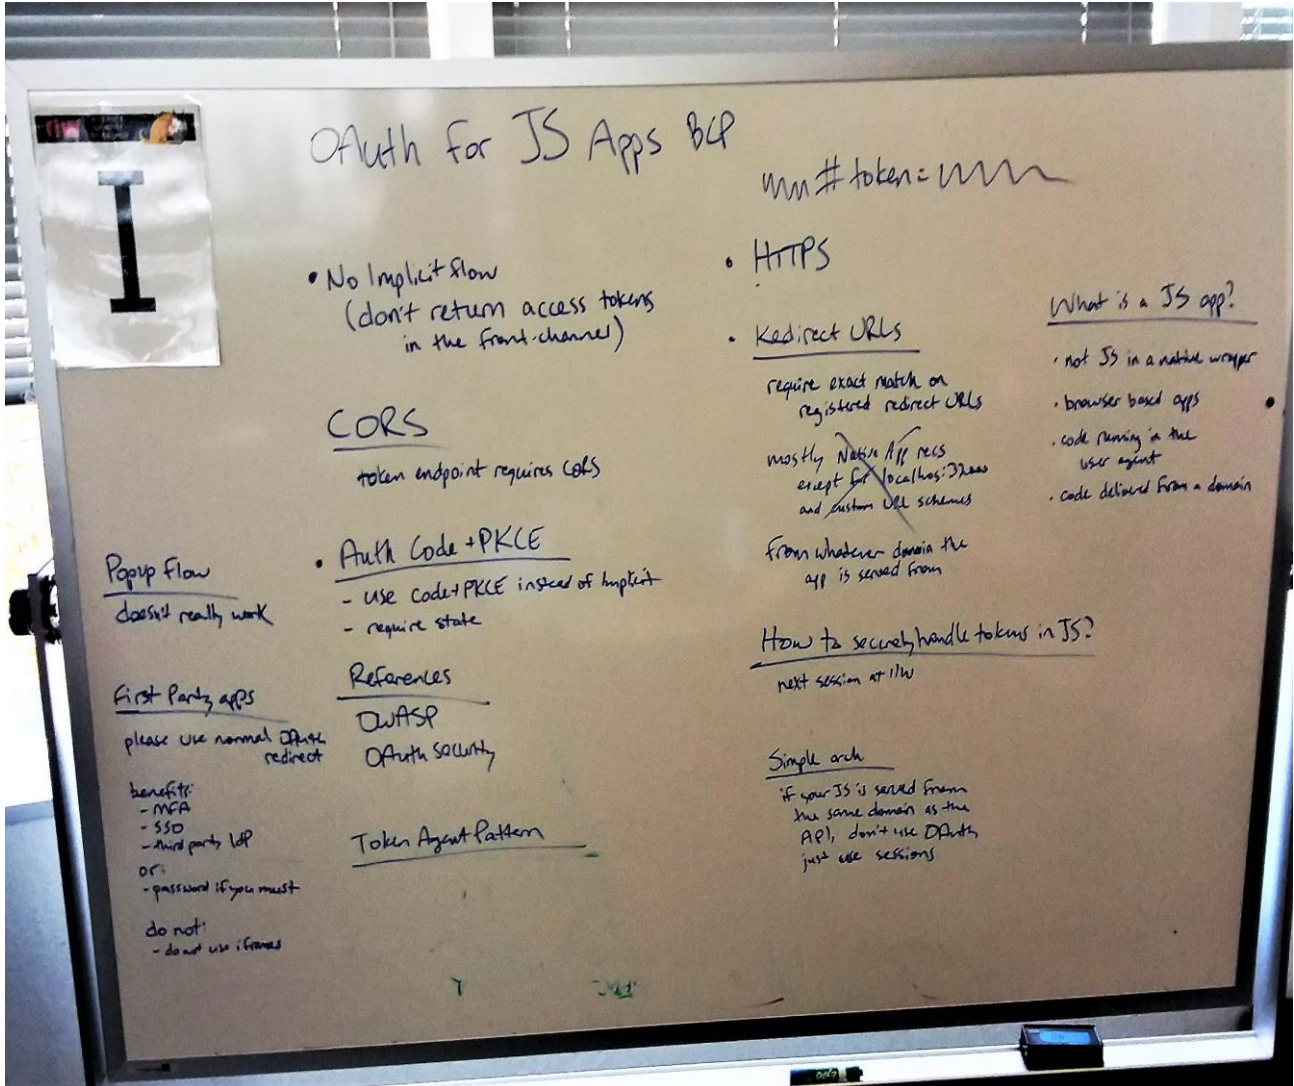 IIW
I
OAuth for JS Apps BCP
#token=
• No Implicit flow
(don't return access tokens
in the front-channel)
CORS
token endpoint requires CORS
• Auth Code + PKCE
- use Code+PKCE instead of Implicit
- require state
References
OWASP
OAuth security
Token Agent Pattern
Popup flow
doesn't really work
First Party apps
please use normal OAuth
redirect
benefits:
- MFA
- SSO
- third party IdP
or:
- password if you must
do not:
- do not use iframes
• HTTPS
• Redirect URLs
require exact match on
registered redirect URLs
mostly Native App recs
except for localhost:
and custom URL schemes
from whatever domain the
app is served from
How to securely handle tokens in JS?
next session at IIW
Simple arch
if your JS is served from
the same domain as the
API, don't use OAuth
just use sessions
What is a JS app?
• not JS in a native wrapper
• browser based apps
• code running in the
user agent
• code delivered from a domain